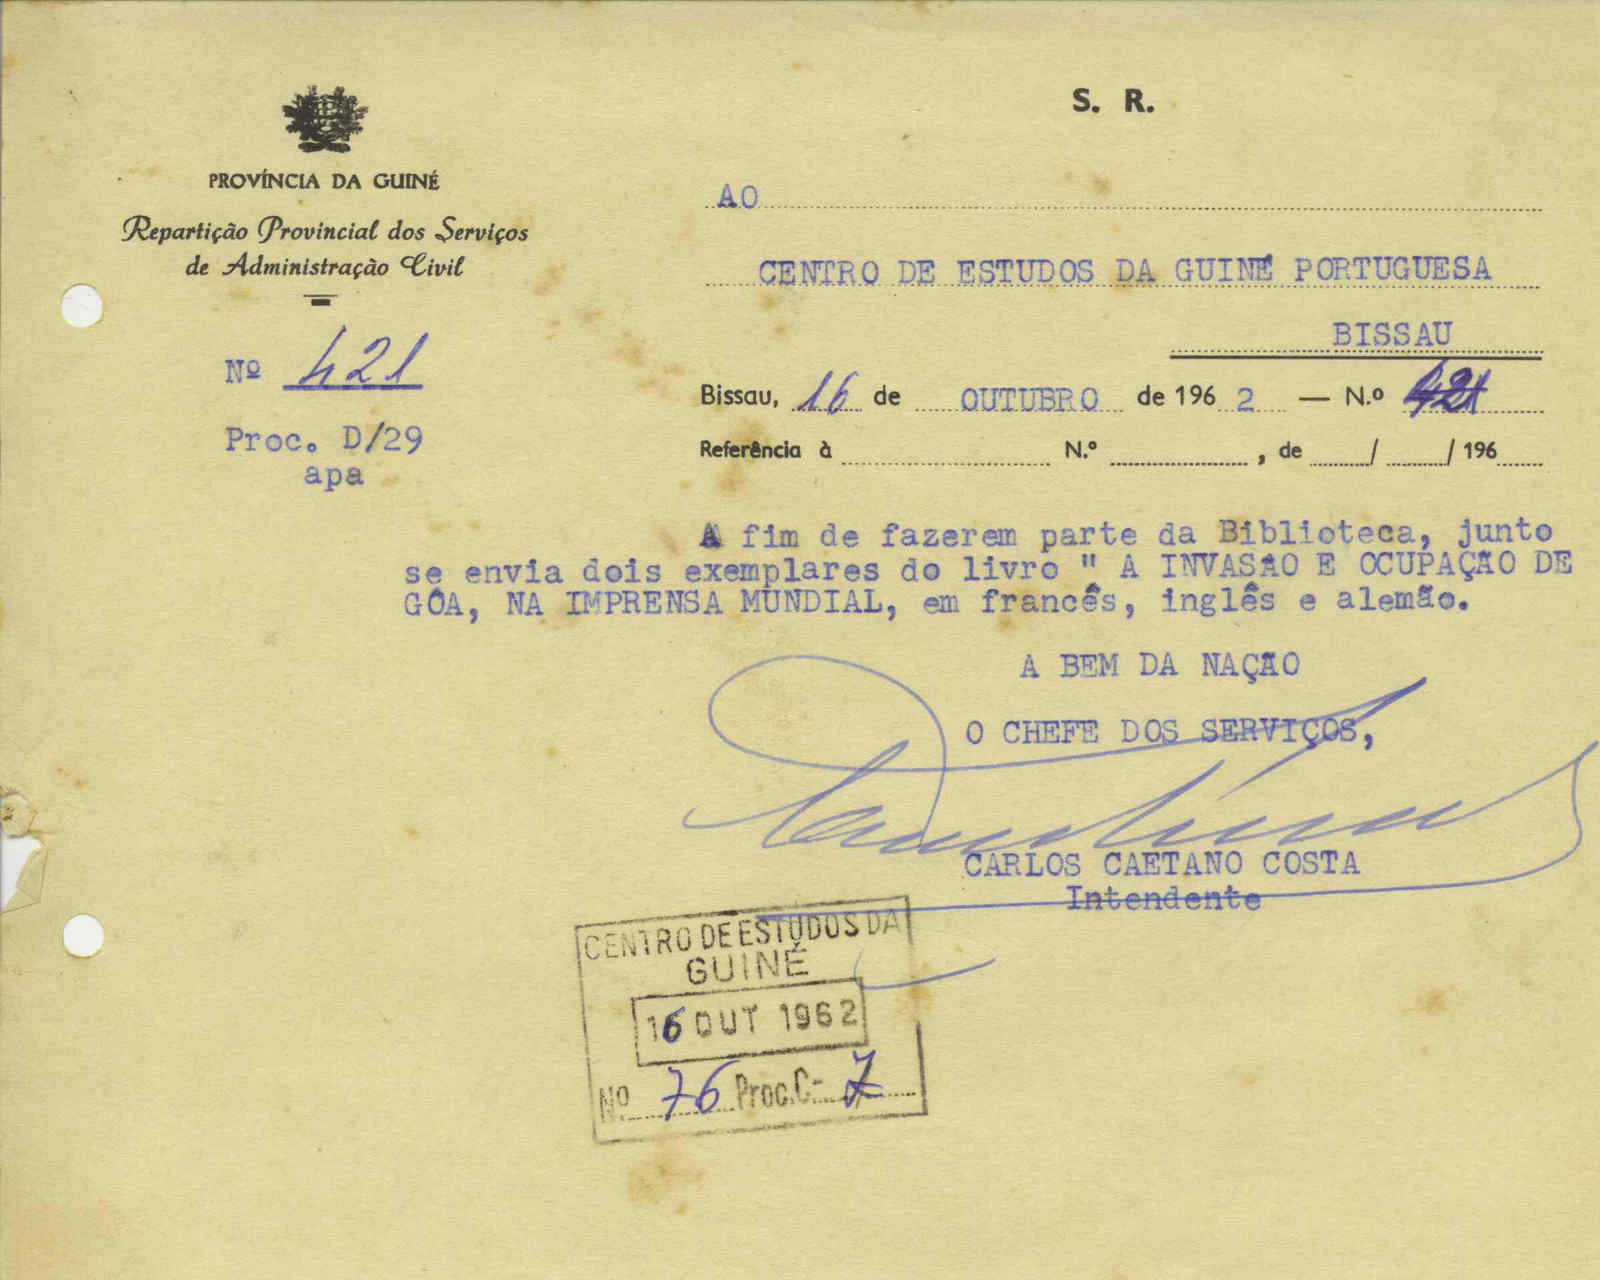 PROVÍNCIA DA GUINÉ
Repartição Provincial dos Serviços
de Administração Civil
Nº 421
Proc. D/29
apa
S. R.
AO
CENTRO DE ESTUDOS DA GUINÉ PORTUGUESA
BISSAU
Bissau, 16 de OUTUBRO de 1962 — N.º 421
Referência à N.º , de / / 196
A fim de fazerem parte da Biblioteca, junto
se envia dois exemplares do livro " A INVASÃO E OCUPAÇÃO DE
GÔA, NA IMPRENSA MUNDIAL, em francês, inglês e alemão.
A BEM DA NAÇÃO
O CHEFE DOS SERVIÇOS,
CARLOS CAETANO COSTA
Intendente
CENTRO DE ESTUDOS DA
GUINÉ
16 OUT 1962
Nº 76 Proc. C- 7